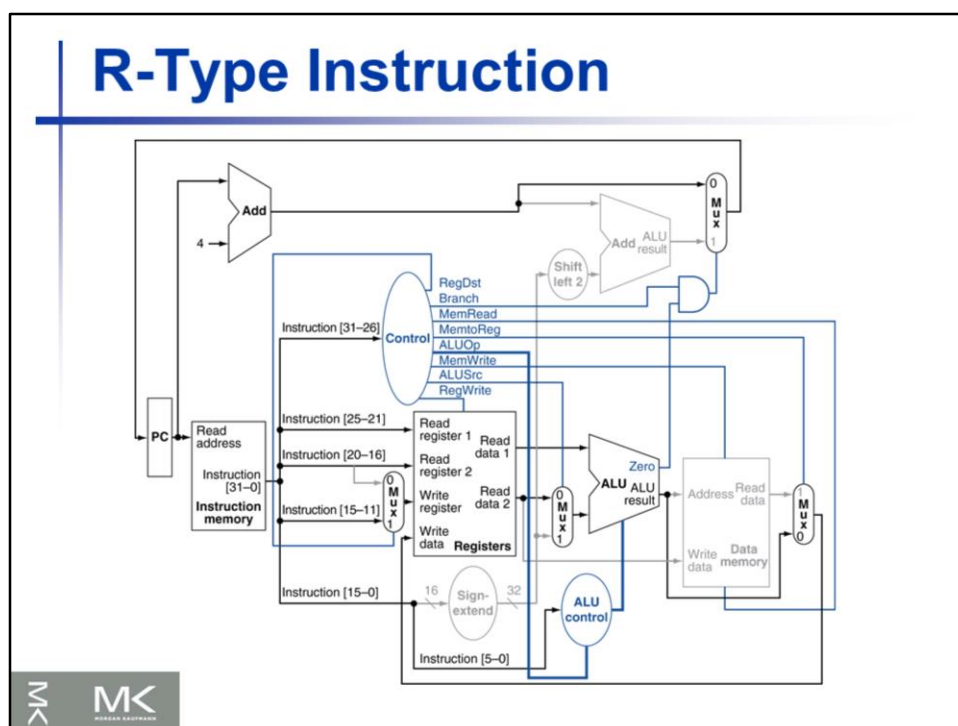 R-Type Instruction
0
Mux
1
Add
4
Add
ALU
result
Shift
left 2
RegDst
Branch
MemRead
MemtoReg
ALUOp
MemWrite
ALUSrc
RegWrite
Control
Instruction [31–26]
PC
Read
address
Instruction
[31–0]
Instruction
memory
Instruction [25–21]
Instruction [20–16]
Instruction [15–11]
0
Mux
1
Read
register 1
Read
register 2
Write
register
Write
data
Read
data 1
Read
data 2
Registers
0
Mux
1
Zero
ALU
ALU
result
Address
Read
data
Write
data
Data
memory
1
Mux
0
Instruction [15–0]
16
Sign-
extend
32
ALU
control
Instruction [5–0]
MK
MK
MORGAN KAUFMANN